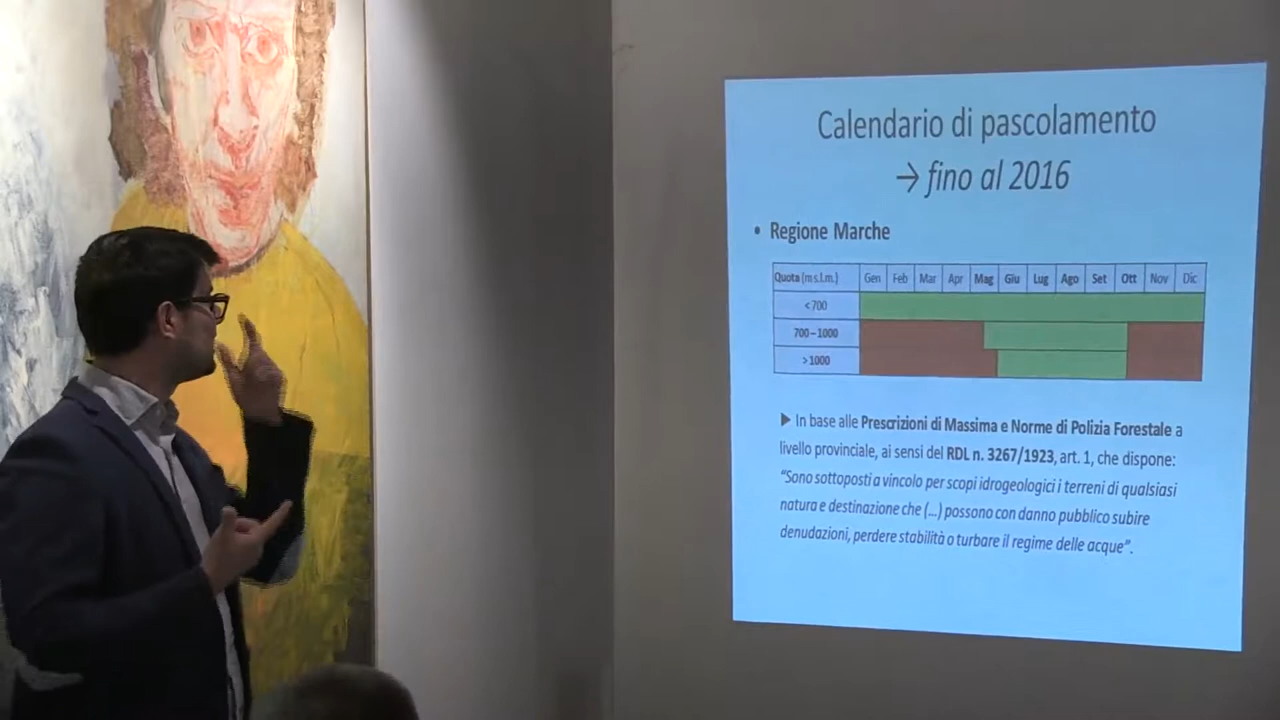 Calendario di pascolamento
→ fino al 2016
• Regione Marche
Quota (m s.l.m.) Gen Feb Mar Apr Mag Giu Lug Ago Set Ott Nov Dic
<700
700–1000
>1000
▶ In base alle Prescrizioni di Massima e Norme di Polizia Forestale a
livello provinciale, ai sensi del RDL n. 3267/1923, art. 1, che dispone:
“Sono sottoposti a vincolo per scopi idrogeologici i terreni di qualsiasi
natura e destinazione che (…) possono con danno pubblico subire
denudazioni, perdere stabilità o turbare il regime delle acque”.